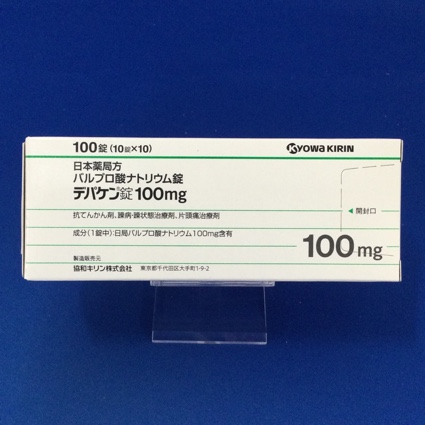 100錠(10錠×10)
KYOWA KIRIN
日本薬局方
バルプロ酸ナトリウム錠
デパケン錠100mg
抗てんかん剤、躁病・躁状態治療剤、片頭痛治療剤
◀開封口
成分(1錠中):日局バルプロ酸ナトリウム100mg含有
100mg
製造販売元
協和キリン株式会社 東京都千代田区大手町1-9-2